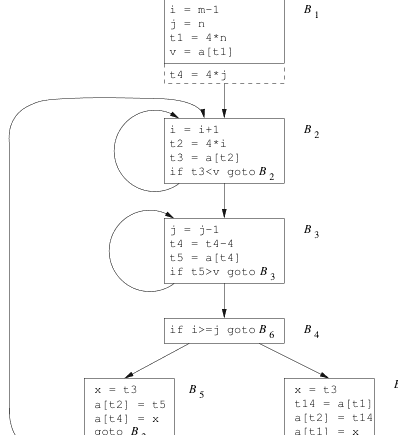 i = m-1
j = n
t1 = 4*n
v = a[t1]
B1
t4 = 4*j
i = i+1
t2 = 4*i
t3 = a[t2]
if t3<v goto B2
B2
j = j-1
t4 = t4-4
t5 = a[t4]
if t5>v goto B3
B3
if i>=j goto B6
B4
x = t3
a[t2] = t5
a[t4] = x
goto
B5
x = t3
t14 = a[t1]
a[t2] = t14
a[t1] = x